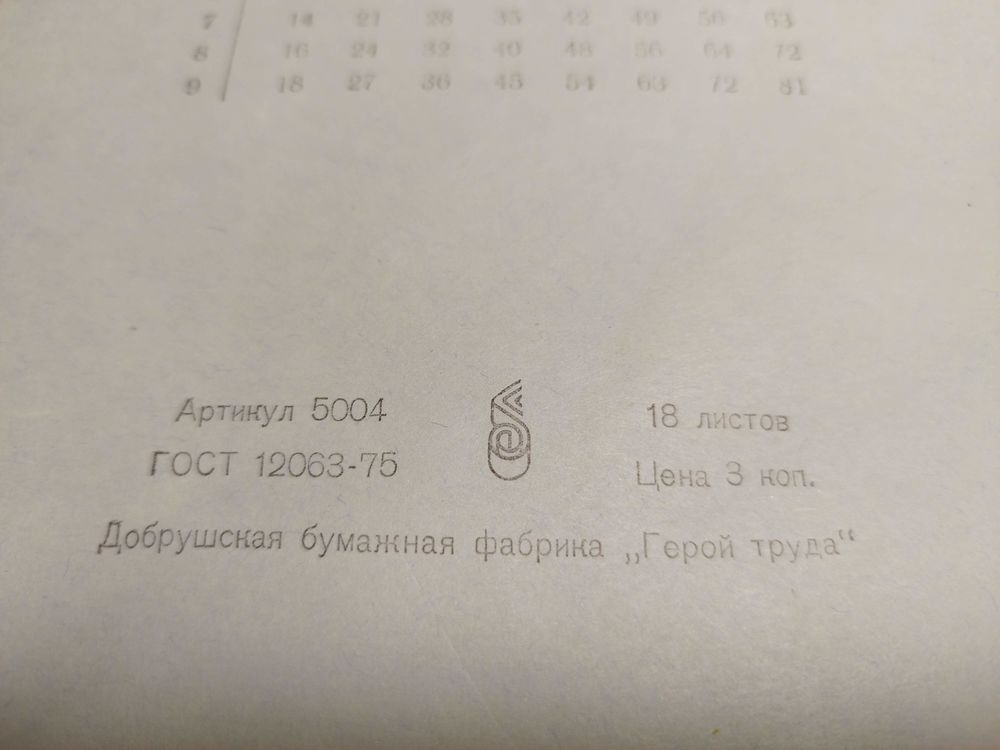 7 14 21 28 35 42 49 56 63
8 16 24 32 40 48 56 64 72
9 18 27 36 45 54 63 72 81
Артикул 5004
18 листов
ГОСТ 12063-75
Цена 3 коп.
Добрушская бумажная фабрика „Герой труда“